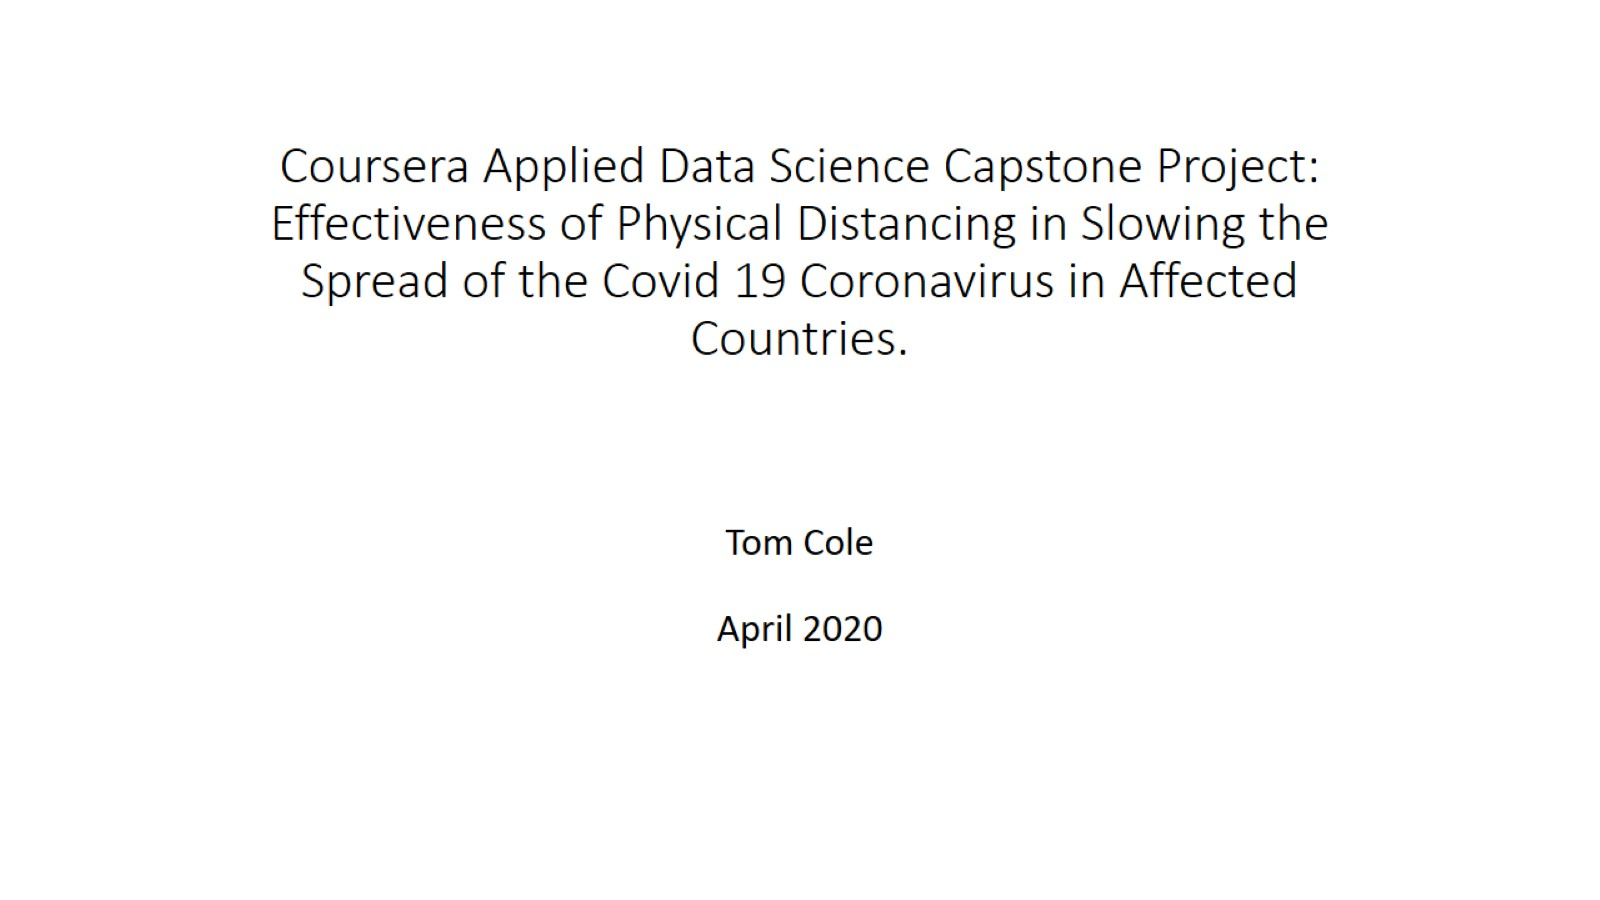 Coursera Applied Data Science Capstone Project:
Effectiveness of Physical Distancing in Slowing the
Spread of the Covid 19 Coronavirus in Affected
Countries.
Tom Cole
April 2020